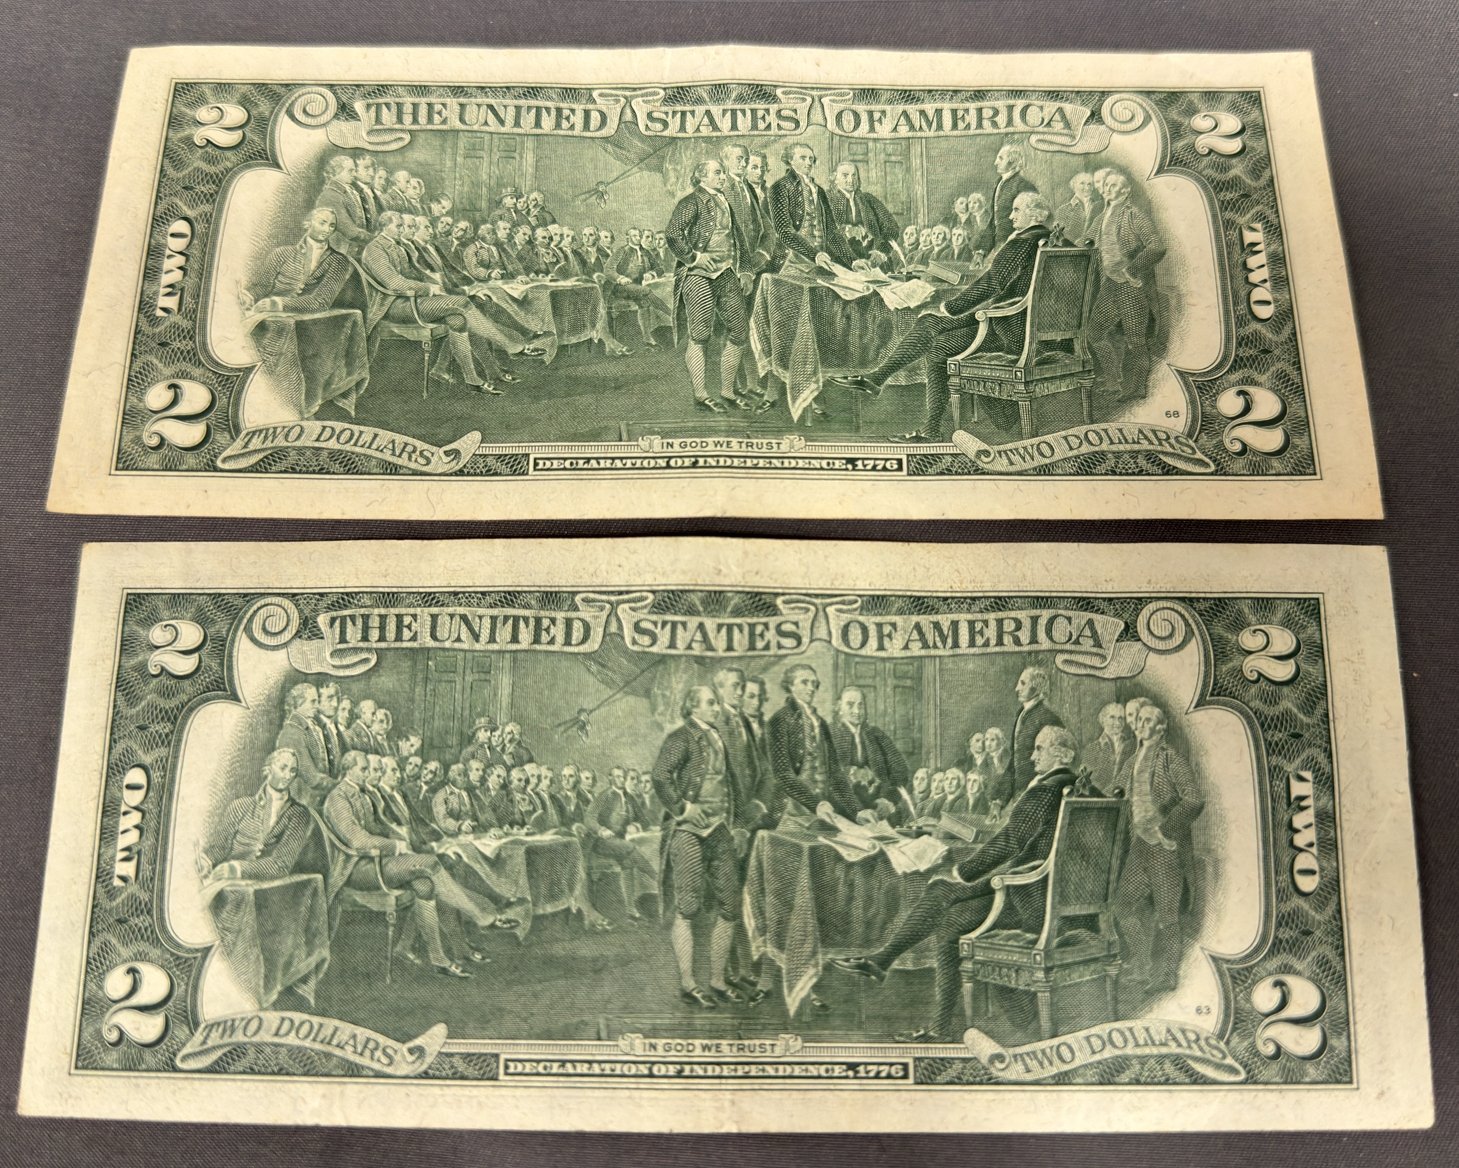 2 THE UNITED STATES OF AMERICA 2
TWO
TWO
68
2 TWO DOLLARS
IN GOD WE TRUST
TWO DOLLARS 2
DECLARATION OF INDEPENDENCE, 1776
2 THE UNITED STATES OF AMERICA 2
TWO
TWO
63
2 TWO DOLLARS
IN GOD WE TRUST
TWO DOLLARS 2
DECLARATION OF INDEPENDENCE, 1776